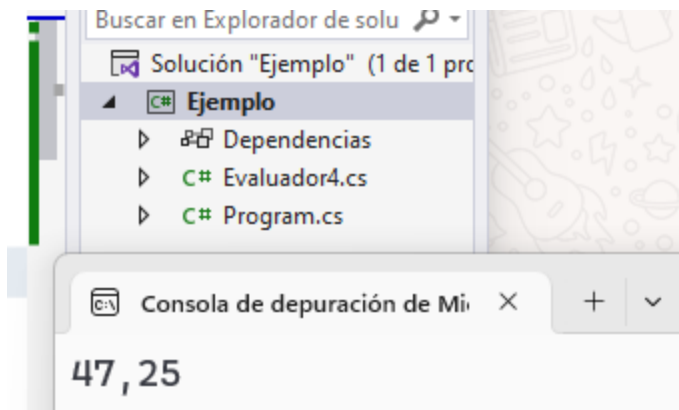 Buscar en Explorador de solu
Solución "Ejemplo" (1 de 1 pro
C# Ejemplo
Dependencias
C# Evaluador4.cs
C# Program.cs
C:\ Consola de depuración de Mi
47,25